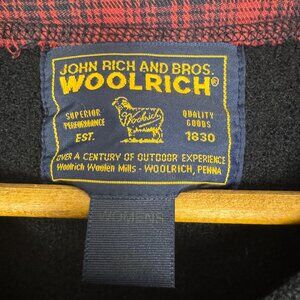 JOHN RICH AND BROS.
WOOLRICH®
SUPERIOR PERFORMANCE
Woolrich
QUALITY GOODS
EST.
1830
OVER A CENTURY OF OUTDOOR EXPERIENCE
Woolrich Woolen Mills - WOOLRICH, PENNA